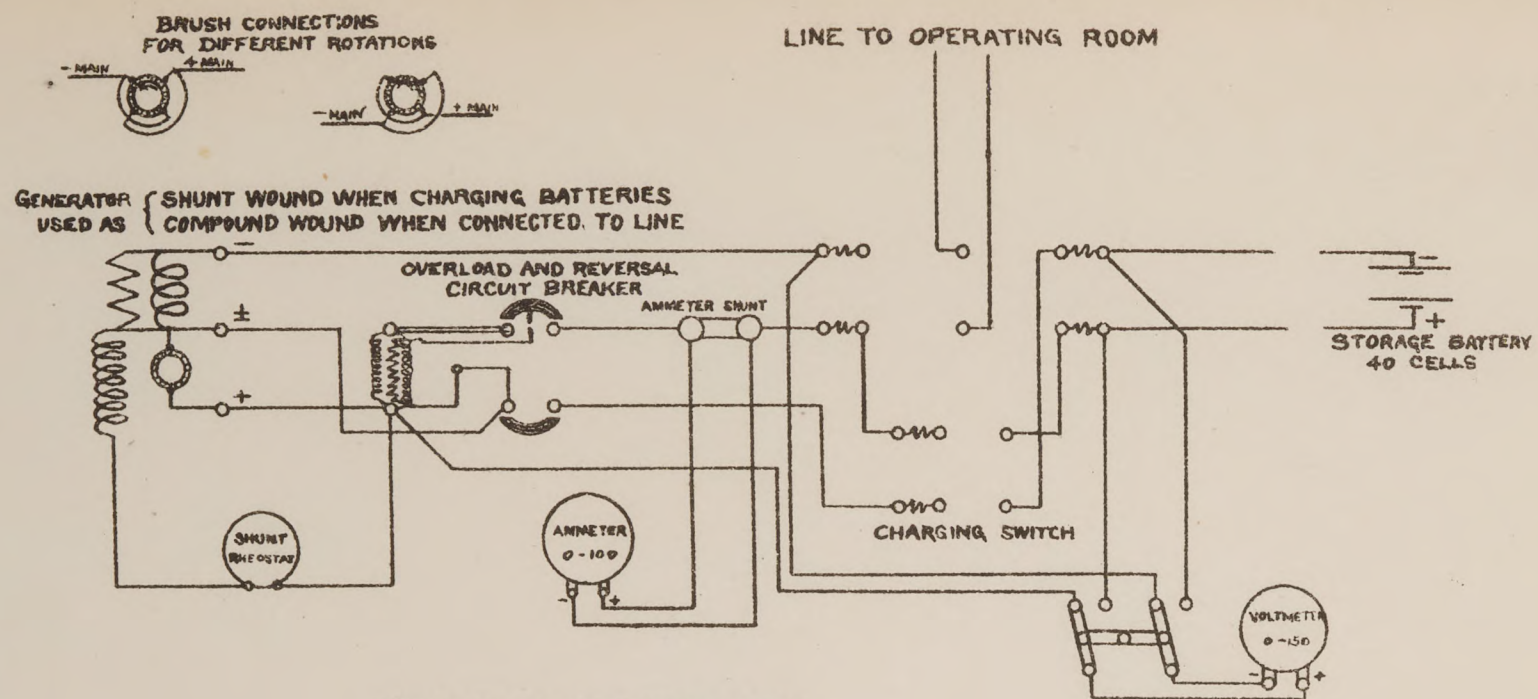 BRUSH CONNECTIONS
FOR DIFFERENT ROTATIONS
- MAIN
+ MAIN
- MAIN
+ MAIN
LINE TO OPERATING ROOM
GENERATOR { SHUNT WOUND WHEN CHARGING BATTERIES
USED AS { COMPOUND WOUND WHEN CONNECTED. TO LINE
-
±
+
OVERLOAD AND REVERSAL
CIRCUIT BREAKER
AMMETER SHUNT
-
+
STORAGE BATTERY
40 CELLS
SHUNT
RHEOSTAT
AMMETER
0-100
- +
CHARGING SWITCH
VOLTMETER
0-150
- +